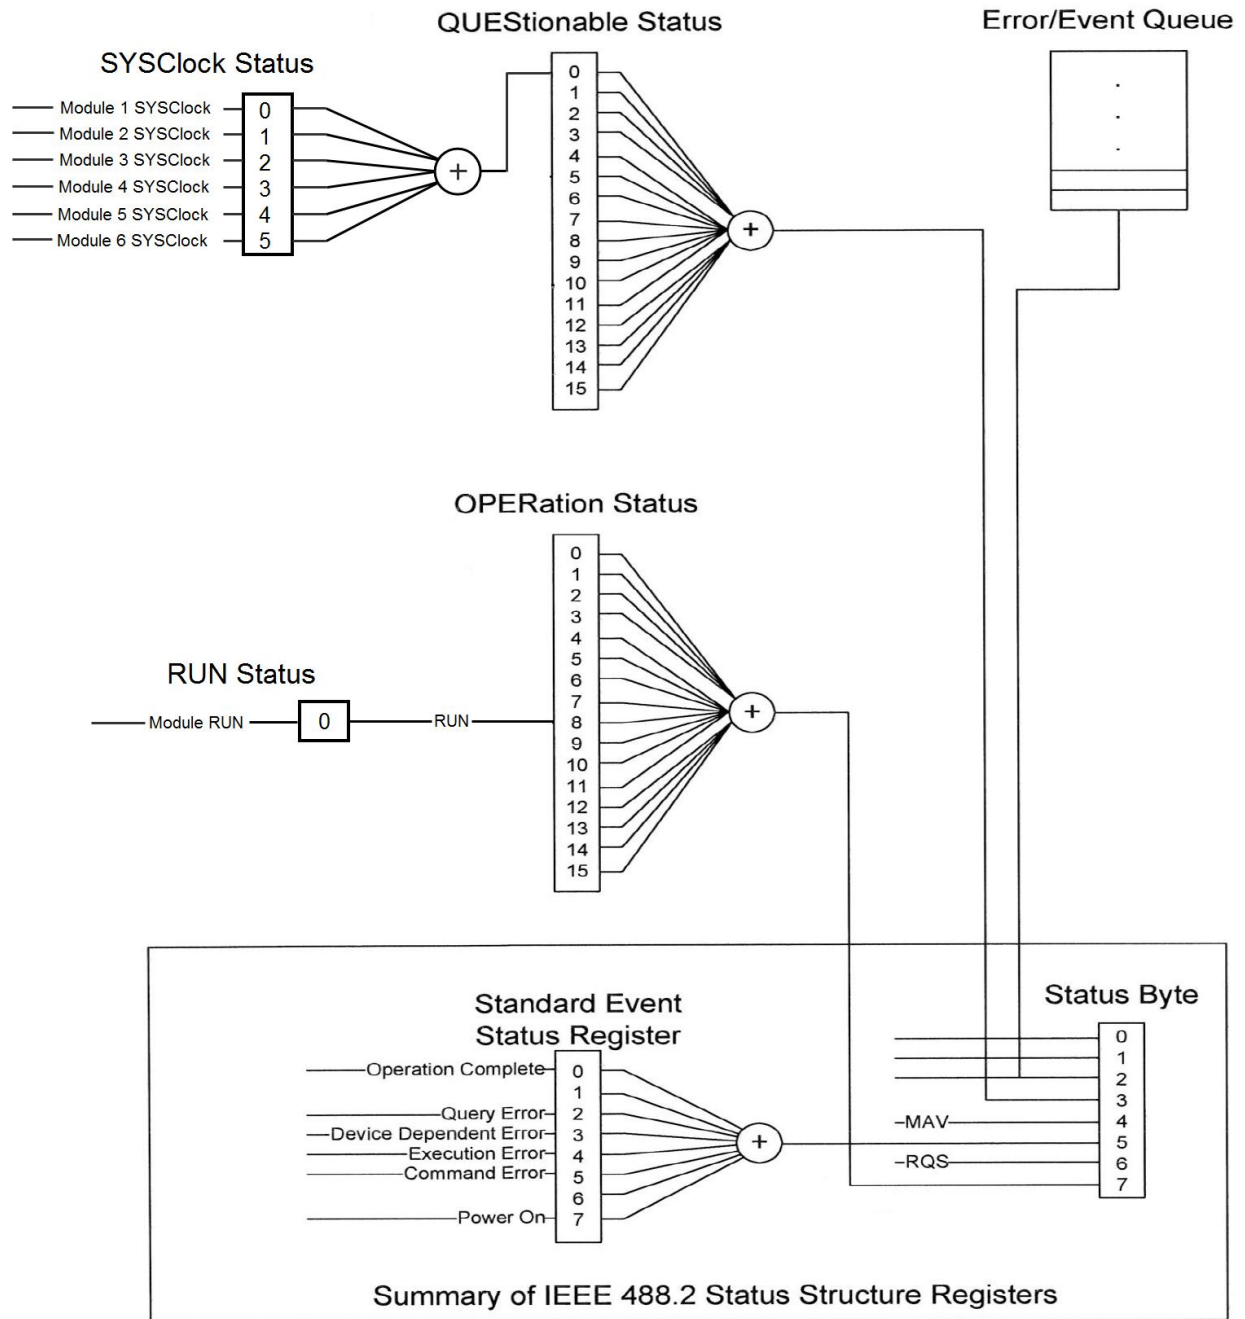 QUEStionable Status
Error/Event Queue
SYSClock Status
Module 1 SYSClock 0
Module 2 SYSClock 1
Module 3 SYSClock 2
Module 4 SYSClock 3
Module 5 SYSClock 4
Module 6 SYSClock 5
+
0
1
2
3
4
5
6
7
8
9
10
11
12
13
14
15
+
OPERation Status
0
1
2
3
4
5
6
7
8
9
10
11
12
13
14
15
+
RUN Status
Module RUN 0 RUN
Standard Event
Status Register
Operation Complete 0
1
Query Error 2
Device Dependent Error 3
Execution Error 4
Command Error 5
6
Power On 7
+
Status Byte
0
1
2
3
MAV 4
5
RQS 6
7
Summary of IEEE 488.2 Status Structure Registers